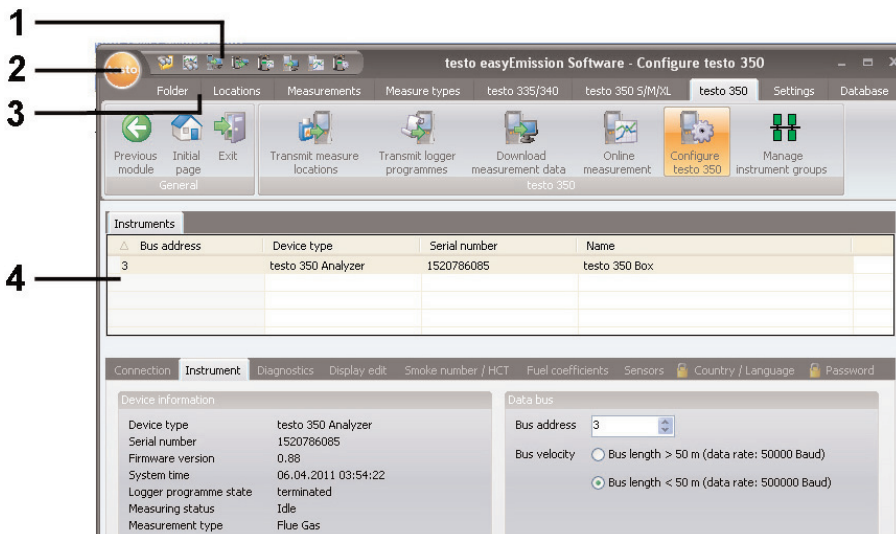 1
2
3
4
testo easyEmission Software - Configure testo 350
testo
Folder Locations Measurements Measure types testo 335/340 testo 350 S/M/XL testo 350 Settings Database
Previous module Initial page Exit Transmit measure locations Transmit logger programmes Download measurement data Online measurement Configure testo 350 Manage instrument groups
General testo 350
Instruments
Bus address Device type Serial number Name
3 testo 350 Analyzer 1520786085 testo 350 Box
Connection Instrument Diagnostics Display edit Smoke number / HCT Fuel coefficients Sensors Country / Language Password
Device information
Device type testo 350 Analyzer
Serial number 1520786085
Firmware version 0.88
System time 06.04.2011 03:54:22
Logger programme state terminated
Measuring status Idle
Measurement type Flue Gas
Data bus
Bus address 3
Bus velocity Bus length > 50 m (data rate: 50000 Baud)
Bus length < 50 m (data rate: 500000 Baud)